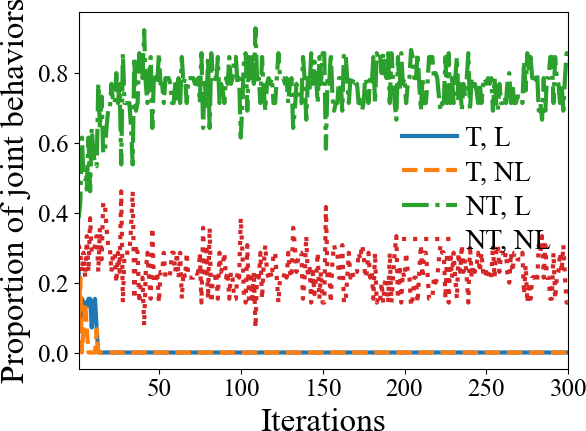 Proportion of joint behaviors
0.8
0.6
0.4
0.2
0.0
T, L
T, NL
NT, L
NT, NL
50
100
150
200
250
300
Iterations